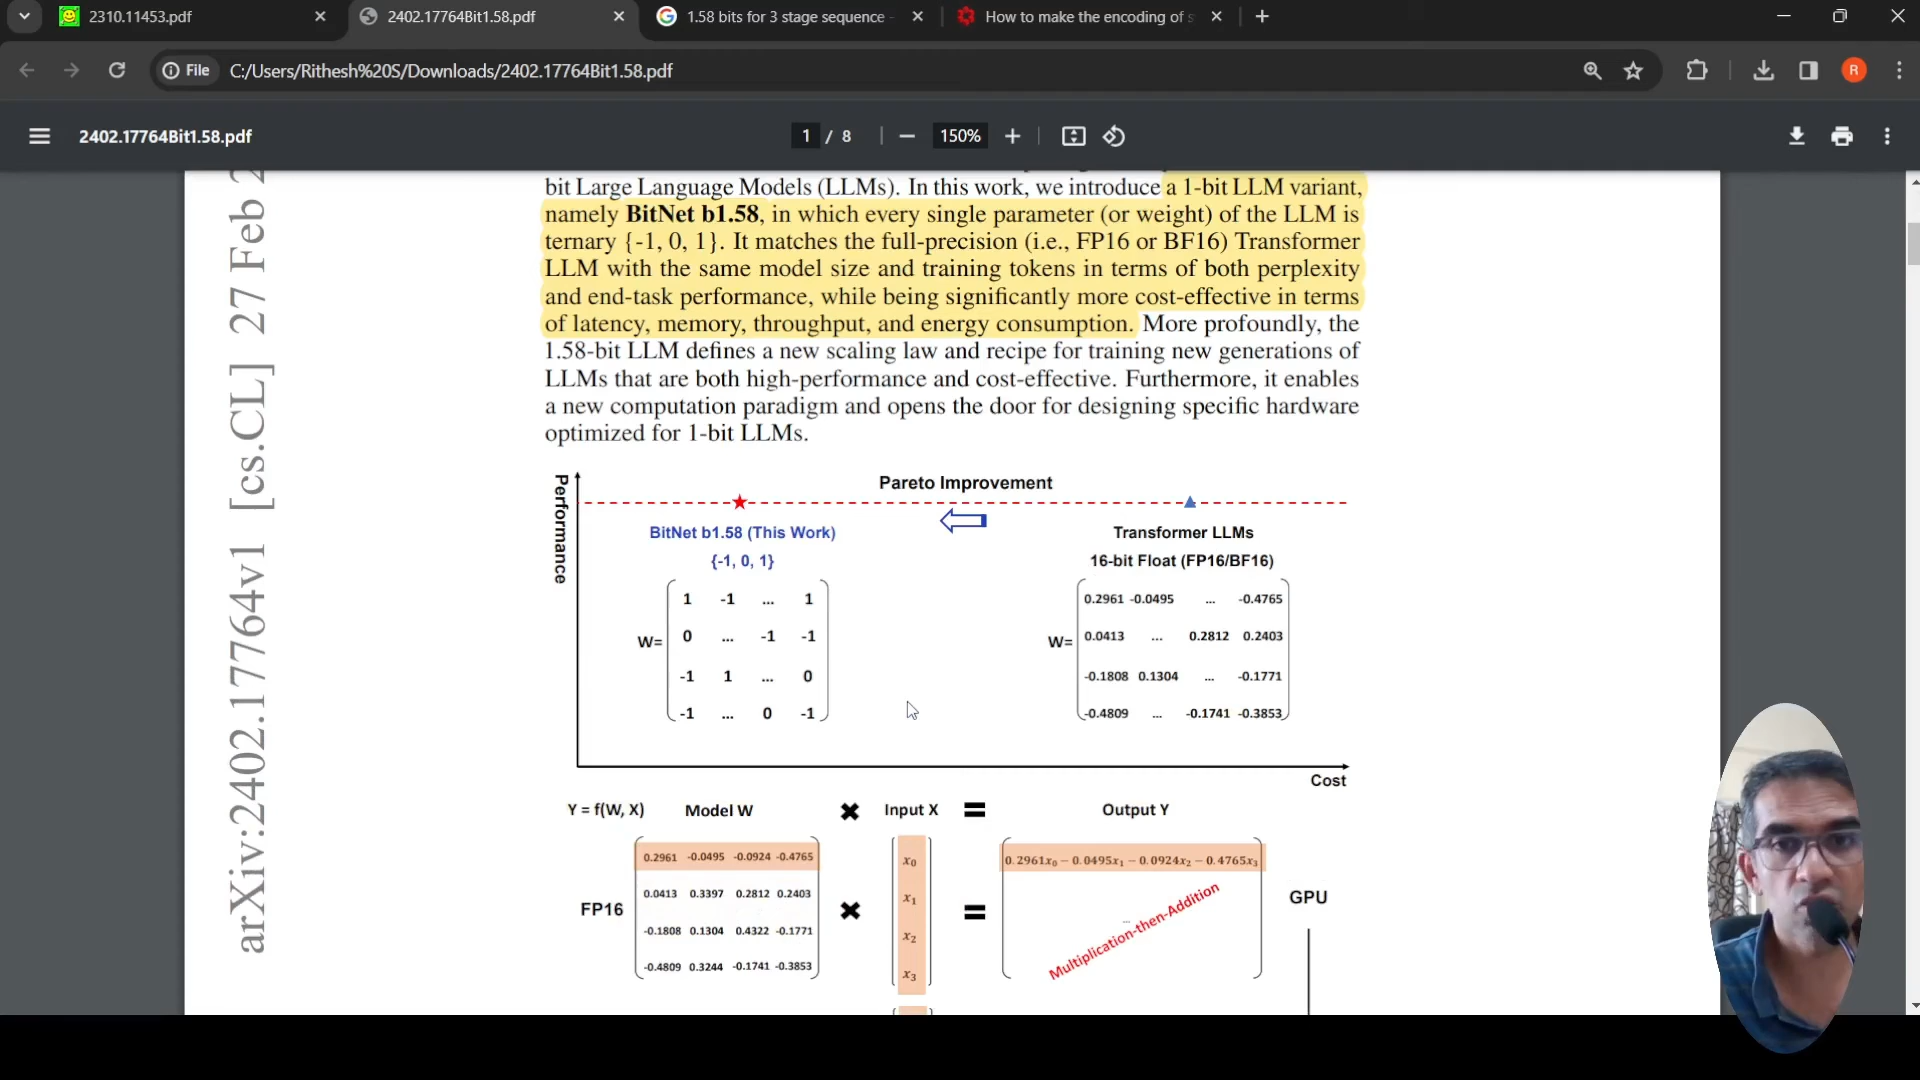 2310.11453.pdf
2402.17764Bit1.58.pdf
1.58 bits for 3 stage sequence -
How to make the encoding of s
File
C:/Users/Rithesh%20S/Downloads/2402.17764Bit1.58.pdf
R
2402.17764Bit1.58.pdf
1 / 8
150%
arXiv:2402.17764v1 [cs.CL] 27 Feb 2
bit Large Language Models (LLMs). In this work, we introduce a 1-bit LLM variant,
namely BitNet b1.58, in which every single parameter (or weight) of the LLM is
ternary {-1, 0, 1}. It matches the full-precision (i.e., FP16 or BF16) Transformer
LLM with the same model size and training tokens in terms of both perplexity
and end-task performance, while being significantly more cost-effective in terms
of latency, memory, throughput, and energy consumption. More profoundly, the
1.58-bit LLM defines a new scaling law and recipe for training new generations of
LLMs that are both high-performance and cost-effective. Furthermore, it enables
a new computation paradigm and opens the door for designing specific hardware
optimized for 1-bit LLMs.
Performance
Pareto Improvement
BitNet b1.58 (This Work)
{-1, 0, 1}
W=
1 -1 ... 1
0 ... -1 -1
-1 1 ... 0
-1 ... 0 -1
Transformer LLMs
16-bit Float (FP16/BF16)
W=
0.2961 -0.0495 ... -0.4765
0.0413 ... 0.2812 0.2403
-0.1808 0.1304 ... -0.1771
-0.4809 ... -0.1741 -0.3853
Cost
Y = f(W, X) Model W ✖ Input X = Output Y
FP16
0.2961 -0.0495 -0.0924 -0.4765
0.0413 0.3397 0.2812 0.2403
-0.1808 0.1304 0.4322 -0.1771
-0.4809 0.3244 -0.1741 -0.3853
✖
x₀
x₁
x₂
x₃
=
0.2961x₀ − 0.0495x₁ − 0.0924x₂ − 0.4765x₃
...
Multiplication-then-Addition
GPU